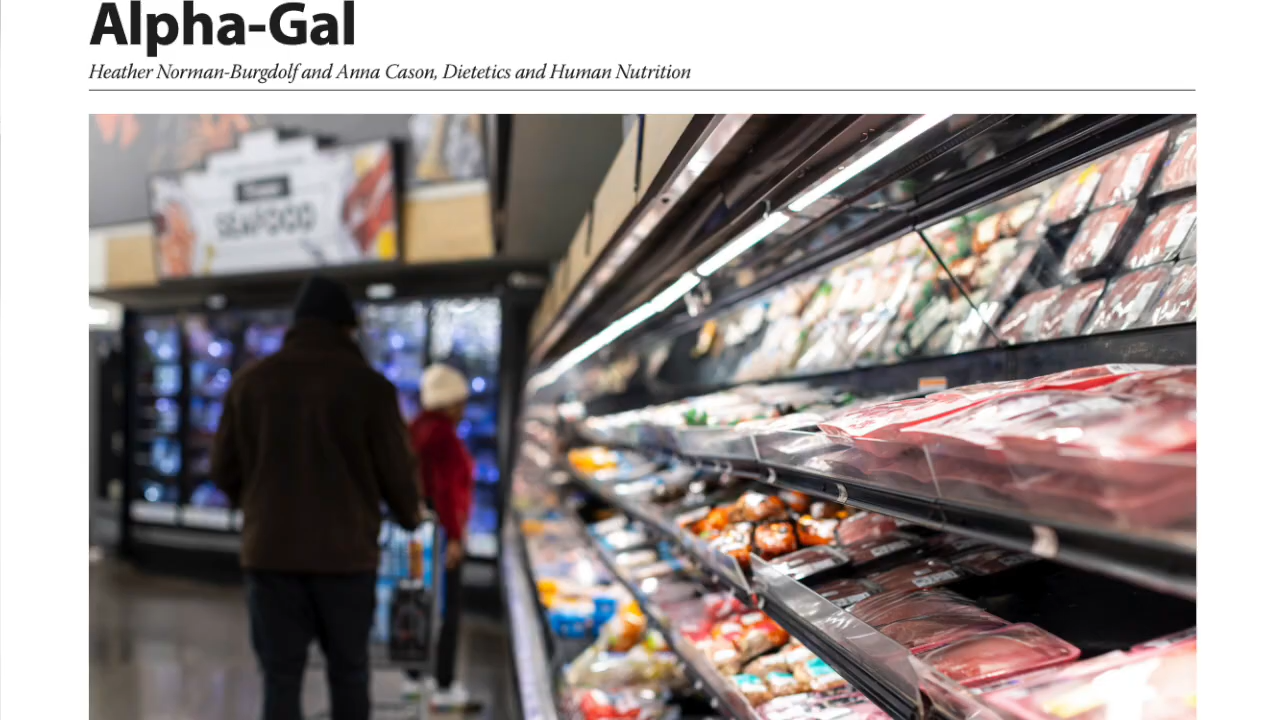 Alpha-Gal
Heather Norman-Burgdolf and Anna Cason, Dietetics and Human Nutrition
SEAFOOD